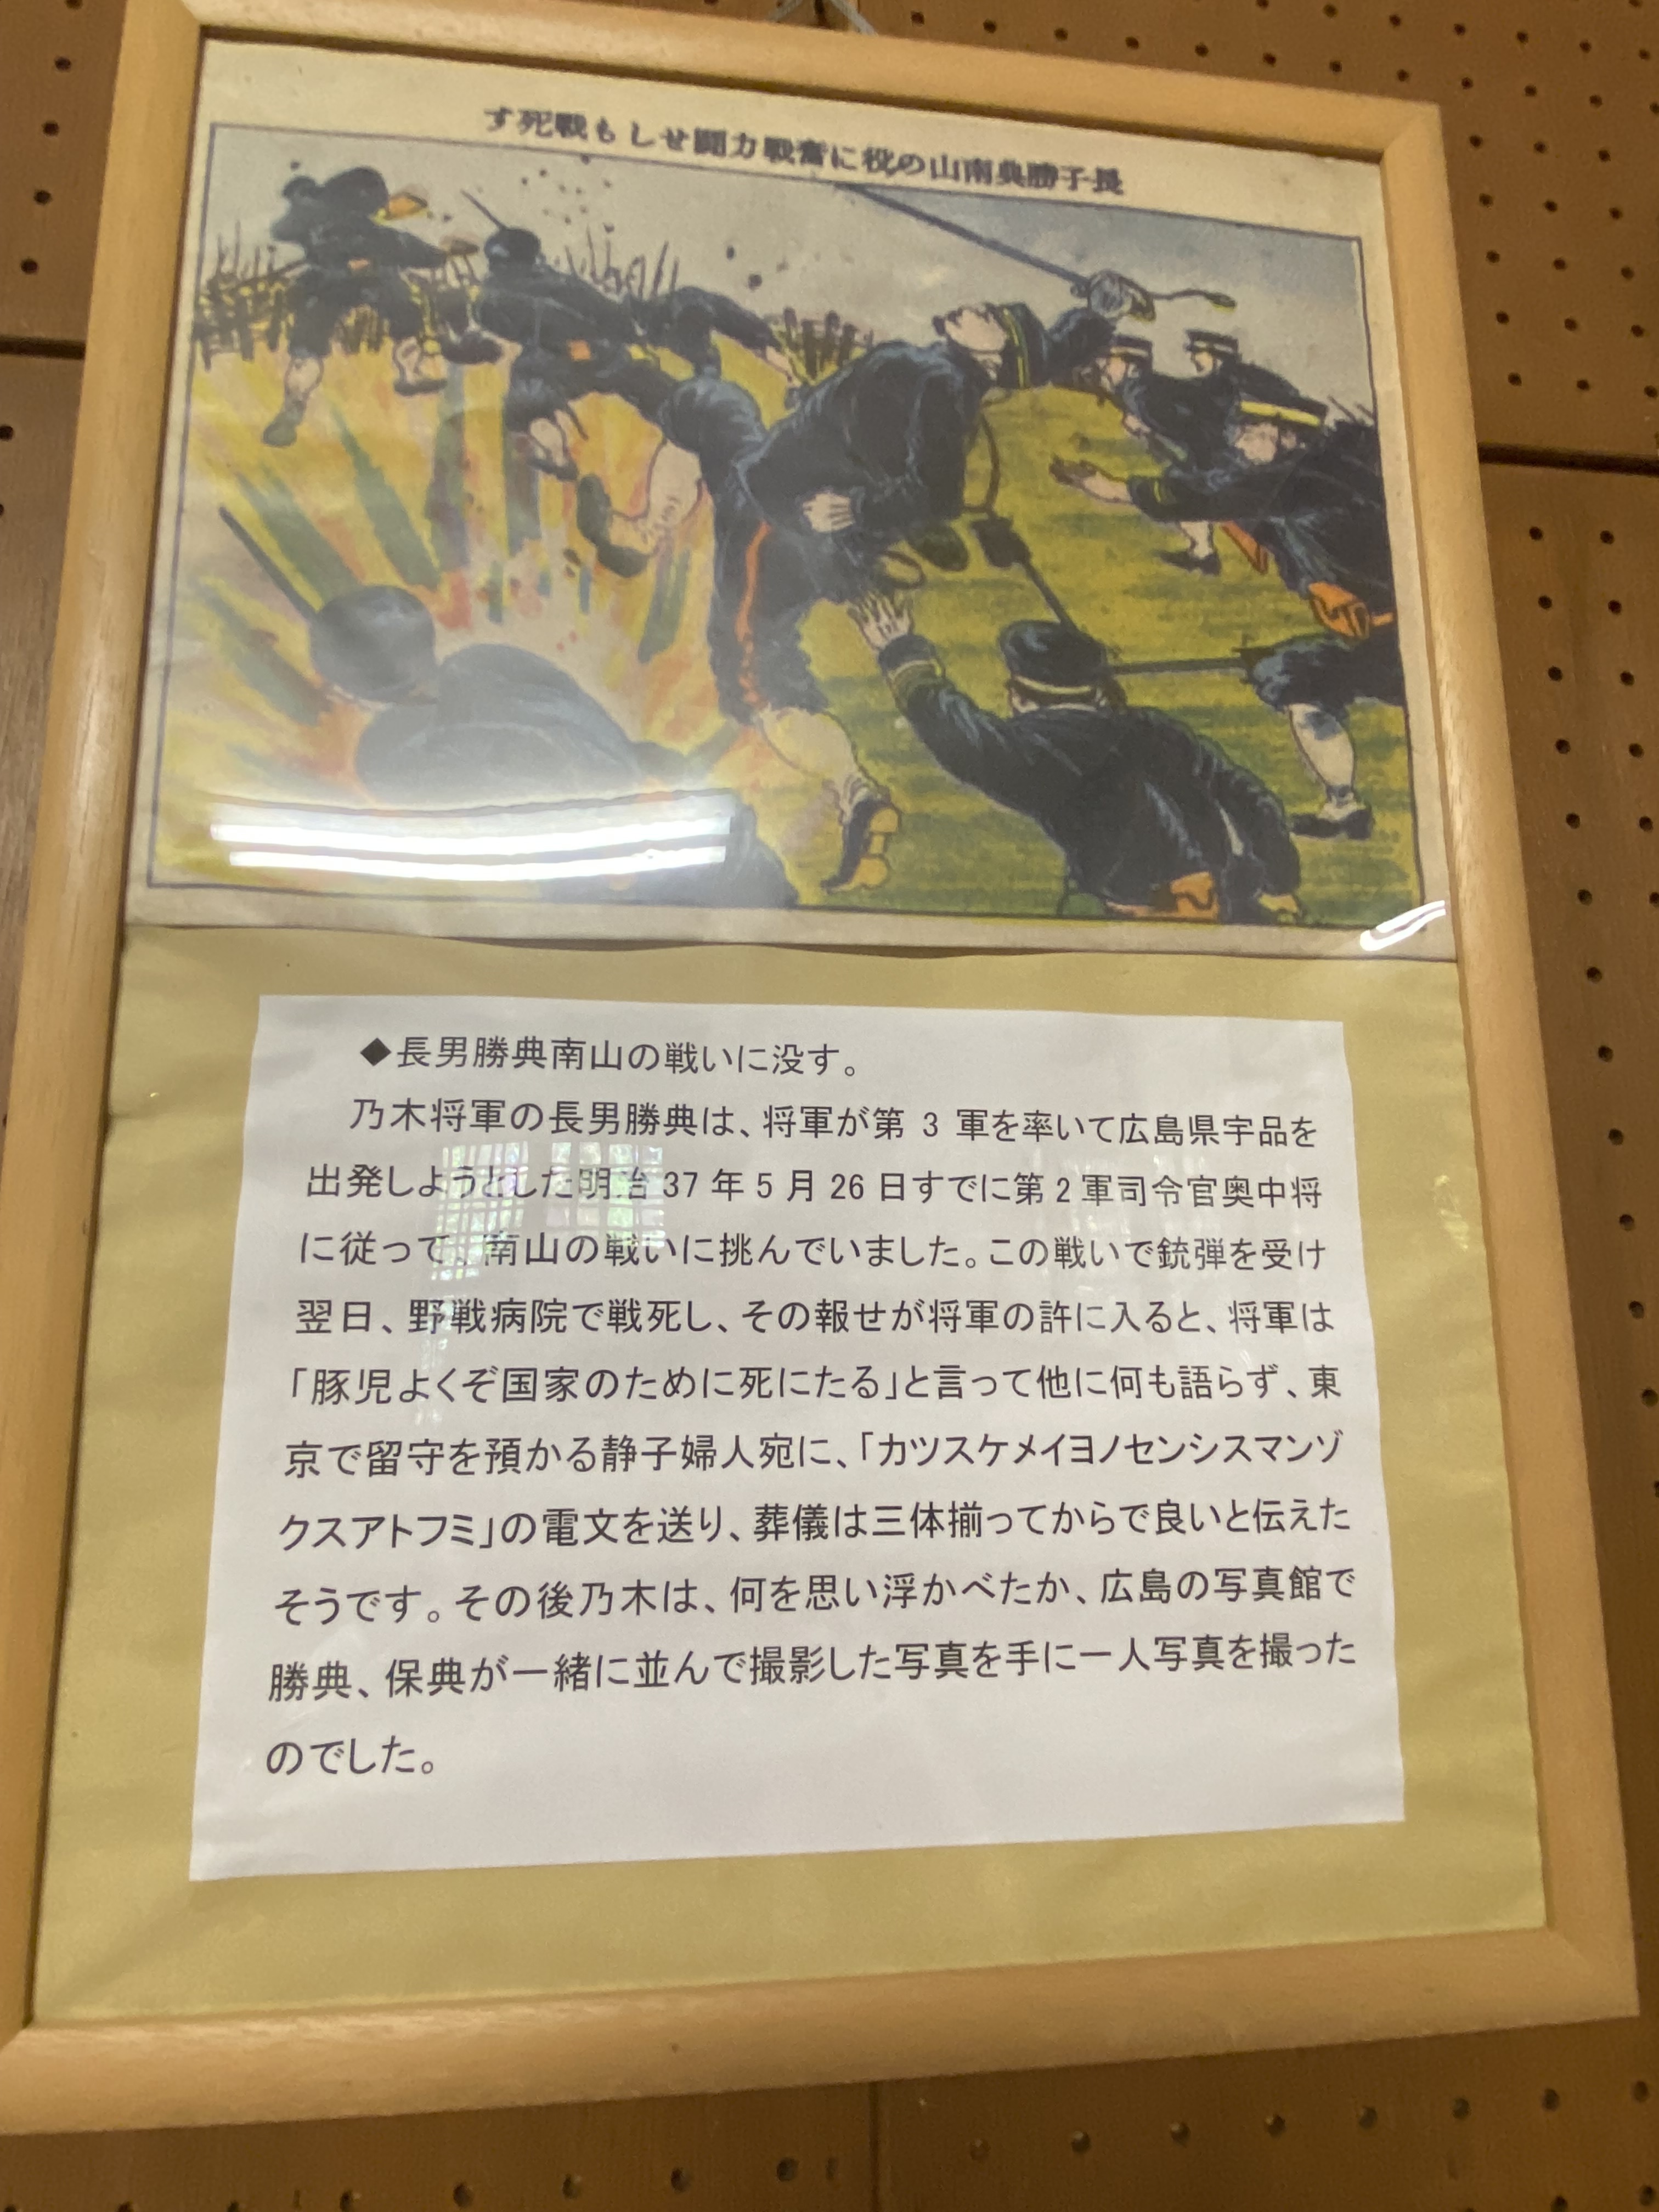 長子勝典南山の役に奮戦力闘せしも戦死す
◆長男勝典南山の戦いに没す。
乃木将軍の長男勝典は、将軍が第 3 軍を率いて広島県宇品を
出発しようとした明治 37 年 5 月 26 日すでに第 2 軍司令官奥中将
に従って、南山の戦いに挑んでいました。この戦いで銃弾を受け
翌日、野戦病院で戦死し、その報せが将軍の許に入ると、将軍は
「豚児よくぞ国家のために死にたる」と言って他に何も語らず、東
京で留守を預かる静子婦人宛に、「カツスケメイヨノセンシスマンゾ
クスアトフミ」の電文を送り、葬儀は三体揃ってからで良いと伝えた
そうです。その後乃木は、何を思い浮かべたか、広島の写真館で
勝典、保典が一緒に並んで撮影した写真を手に一人写真を撮った
のでした。